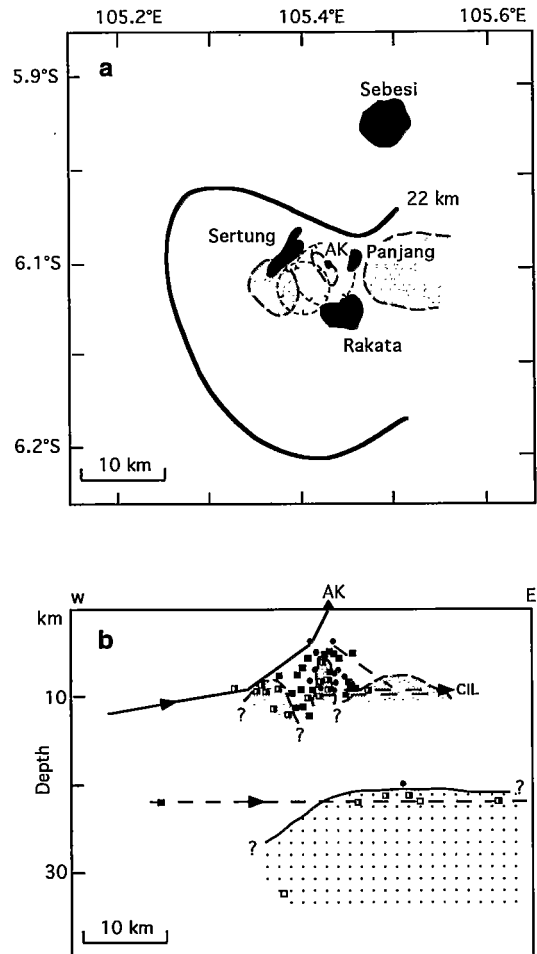 105.2°E 105.4°E 105.6°E
a
5.9°S
Sebesi
22 km
Sertung
AK
Panjang
6.1°S
Rakata
6.2°S
10 km
W
AK
E
km
b
10
CIL
?
?
?
Depth
?
?
30
10 km